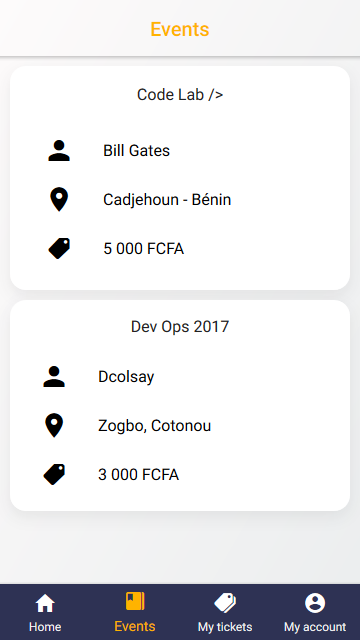 Events
Code Lab />
Bill Gates
Cadjehoun - Bénin
5 000 FCFA
Dev Ops 2017
Dcolsay
Zogbo, Cotonou
3 000 FCFA
Home
Events
My tickets
My account